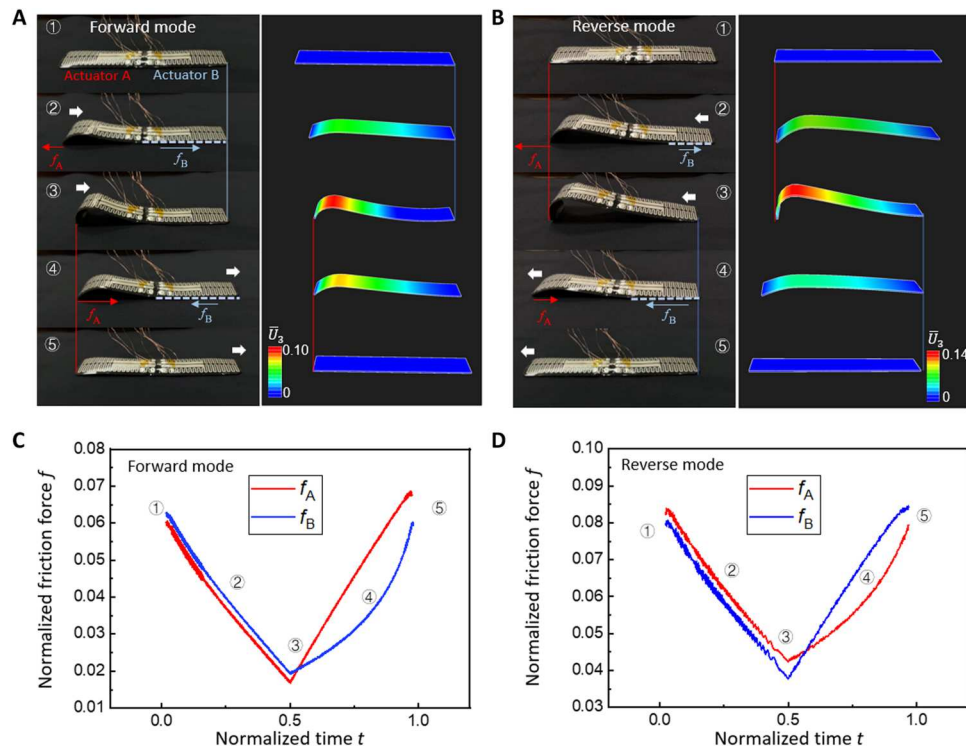 A
B
① Forward mode
Actuator A Actuator B
②
fA fB
③
④
fA fB
⑤
Ū3
0.10
0
Reverse mode ①
②
fA fB
③
④
fA fB
⑤
Ū3
0.14
0
C
Forward mode
fA
fB
①
②
③
④
⑤
0.08
0.07
0.06
0.05
0.04
0.03
0.02
0.01
Normalized friction force f
0.0 0.5 1.0
Normalized time t
D
Reverse mode
fA
fB
①
②
③
④
⑤
0.10
0.09
0.08
0.07
0.06
0.05
0.04
0.03
Normalized friction force f
0.0 0.5 1.0
Normalized time t